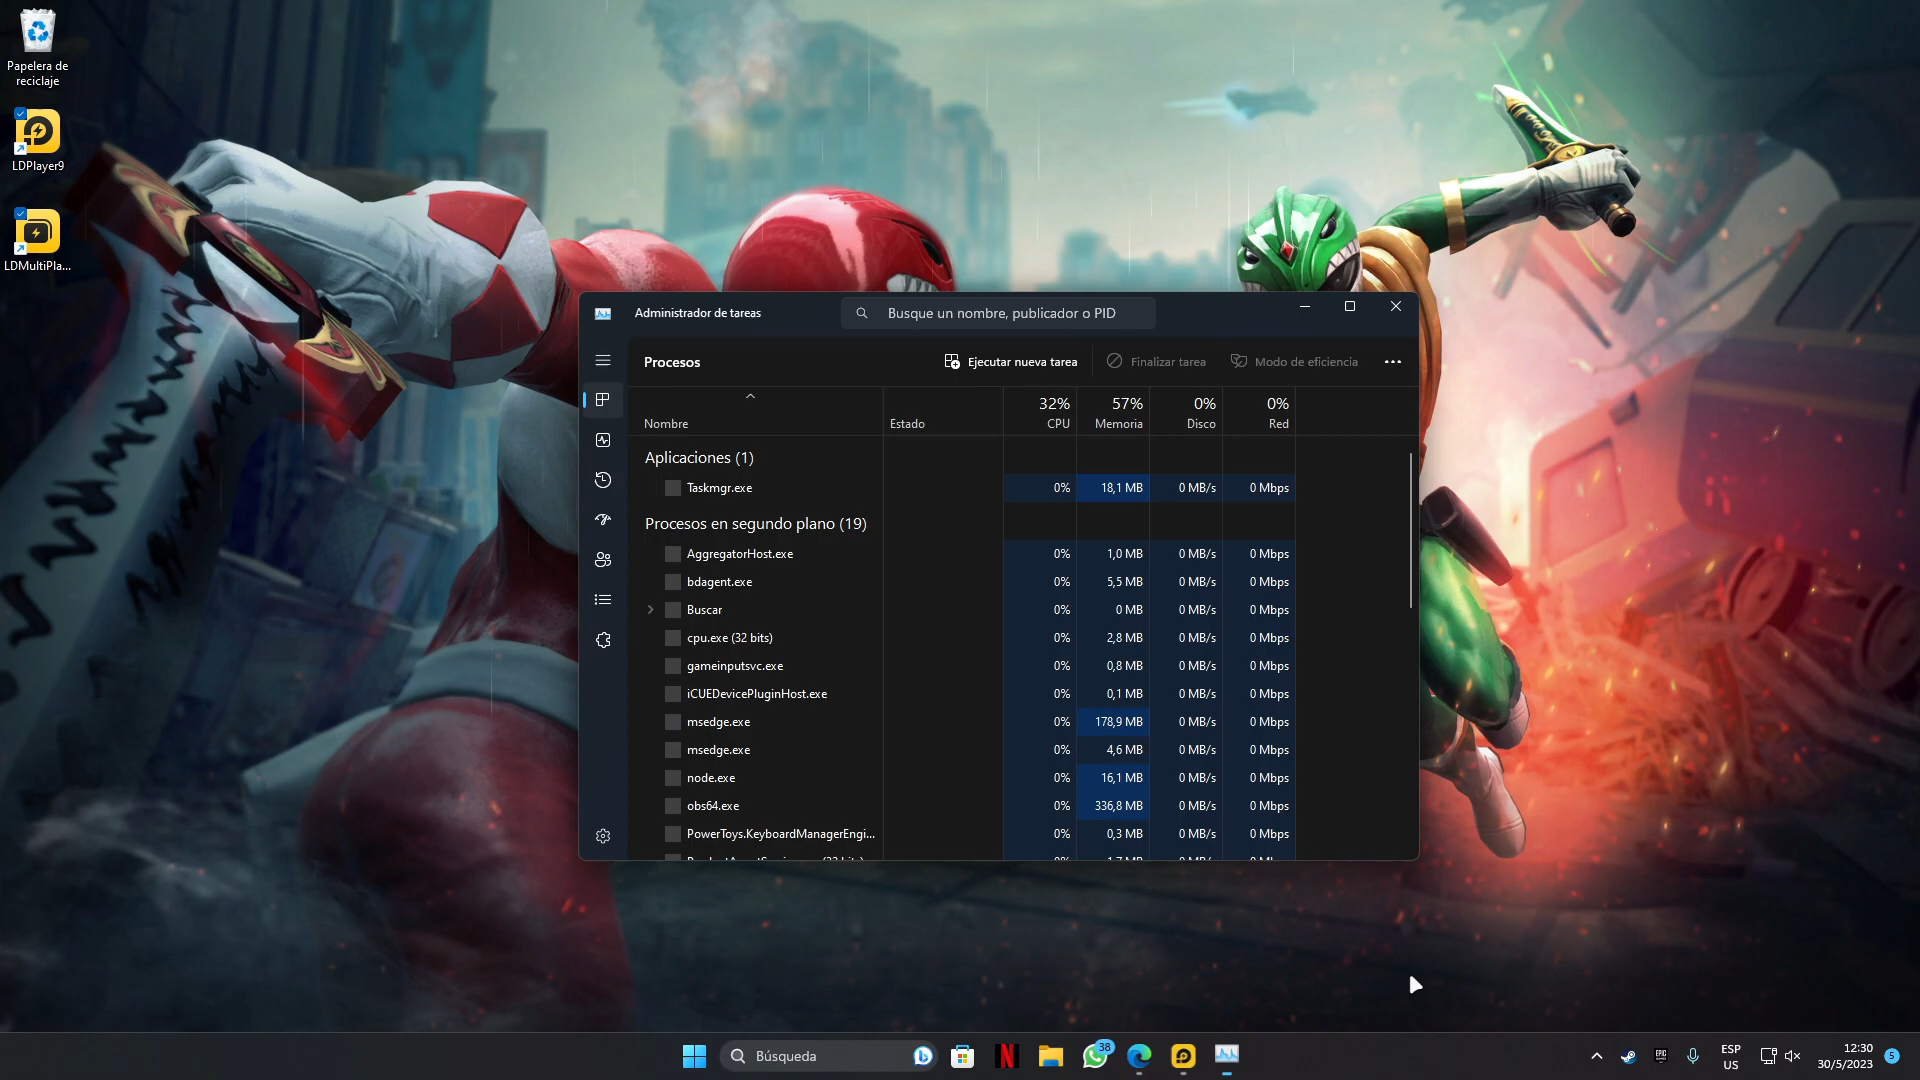 Papelera de
reciclaje
LDPlayer9
LDMultiPla...
Administrador de tareas
Busque un nombre, publicador o PID
Procesos
Ejecutar nueva tarea
Finalizar tarea
Modo de eficiencia
32% 57% 0% 0%
Nombre Estado CPU Memoria Disco Red
Aplicaciones (1)
Taskmgr.exe 0% 18,1 MB 0 MB/s 0 Mbps
Procesos en segundo plano (19)
AggregatorHost.exe 0% 1,0 MB 0 MB/s 0 Mbps
bdagent.exe 0% 5,5 MB 0 MB/s 0 Mbps
Buscar 0% 0 MB 0 MB/s 0 Mbps
cpu.exe (32 bits) 0% 2,8 MB 0 MB/s 0 Mbps
gameinputsvc.exe 0% 0,8 MB 0 MB/s 0 Mbps
iCUEDevicePluginHost.exe 0% 0,1 MB 0 MB/s 0 Mbps
msedge.exe 0% 178,9 MB 0 MB/s 0 Mbps
msedge.exe 0% 4,6 MB 0 MB/s 0 Mbps
node.exe 0% 16,1 MB 0 MB/s 0 Mbps
obs64.exe 0% 336,8 MB 0 MB/s 0 Mbps
PowerToys.KeyboardManagerEngi... 0% 0,3 MB 0 MB/s 0 Mbps
Búsqueda
38
EPIC
ESP
US
12:30
30/5/2023
5